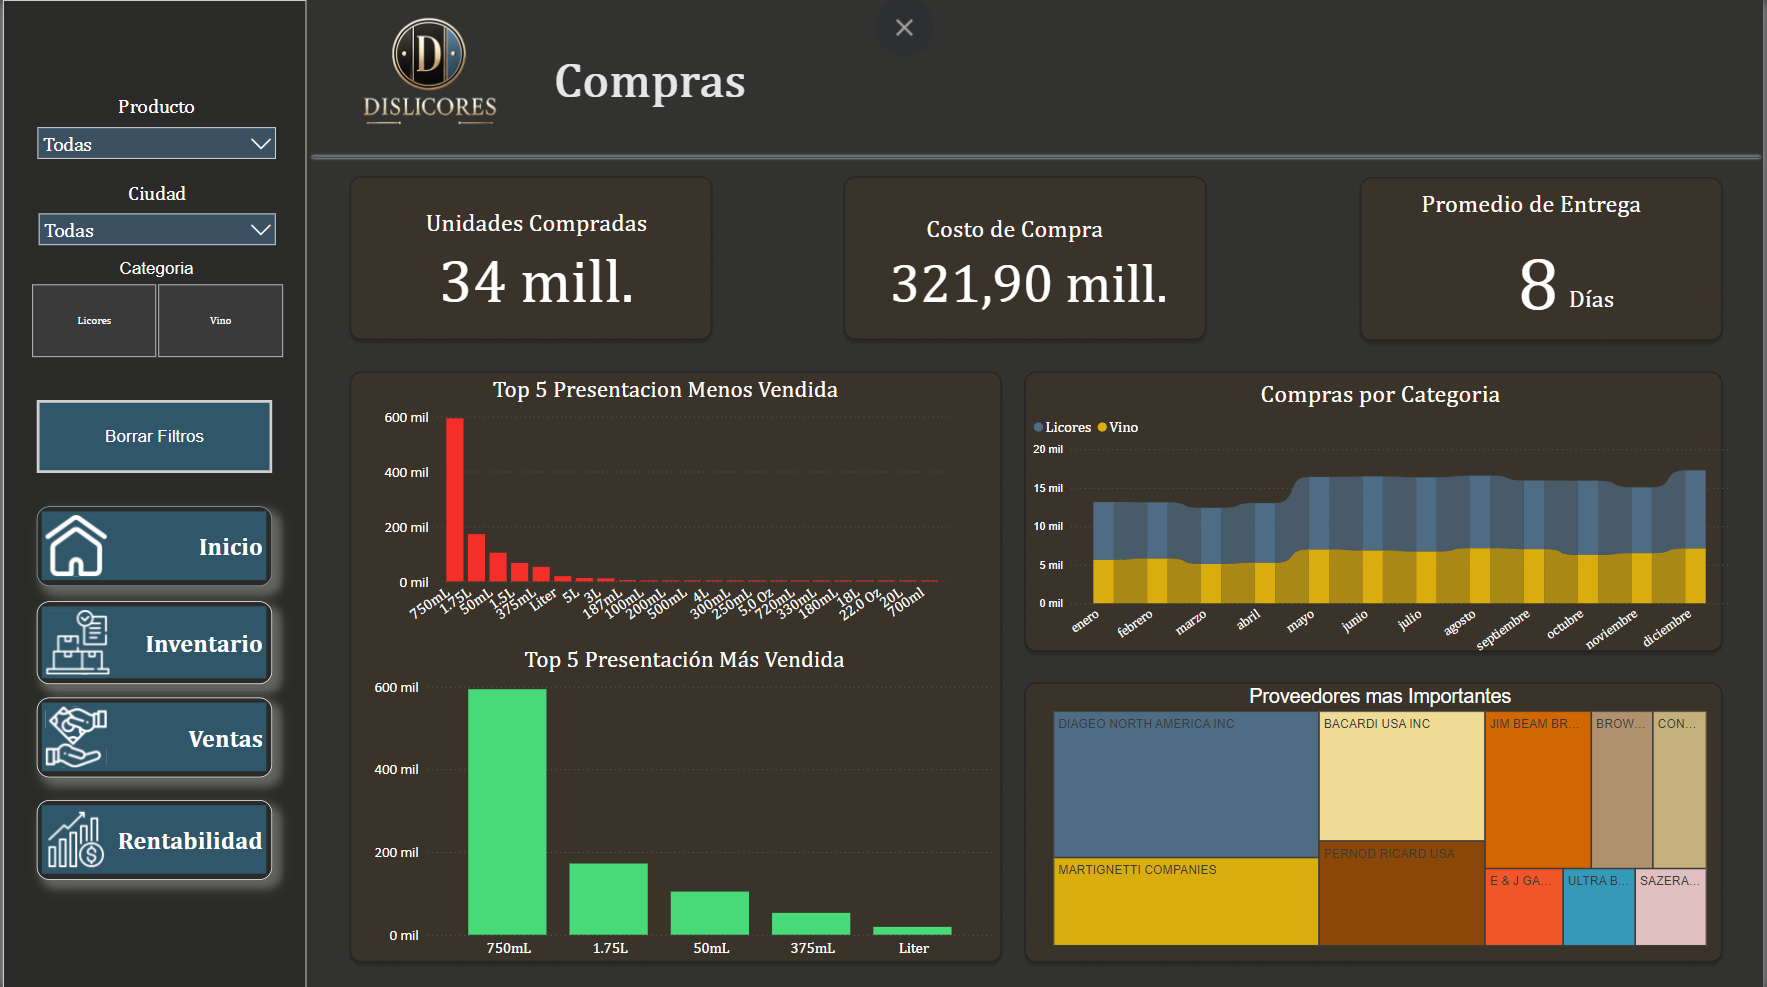 Producto
Todas
Ciudad
Todas
Categoria
Licores
Vino
Borrar Filtros
Inicio
Inventario
Ventas
Rentabilidad
D
DISLICORES
Compras
Unidades Compradas
34 mill.
Costo de Compra
321,90 mill.
Promedio de Entrega
8 Días
Top 5 Presentacion Menos Vendida
600 mil
400 mil
200 mil
0 mil
750mL
1.75L
50mL
1.5L
375mL
Liter
5L
3L
187mL
100mL
200mL
500mL
4L
300mL
250mL
5.0 Oz
720mL
330mL
180mL
18L
22.0 Oz
20L
700ml
Top 5 Presentación Más Vendida
600 mil
400 mil
200 mil
0 mil
750mL
1.75L
50mL
375mL
Liter
Compras por Categoria
Licores Vino
20 mil
15 mil
10 mil
5 mil
0 mil
enero
febrero
marzo
abril
mayo
junio
julio
agosto
septiembre
octubre
noviembre
diciembre
Proveedores mas Importantes
DIAGEO NORTH AMERICA INC
MARTIGNETTI COMPANIES
BACARDI USA INC
PERNOD RICARD USA
JIM BEAM BR...
BROW...
CON...
E & J GA...
ULTRA B...
SAZERA...